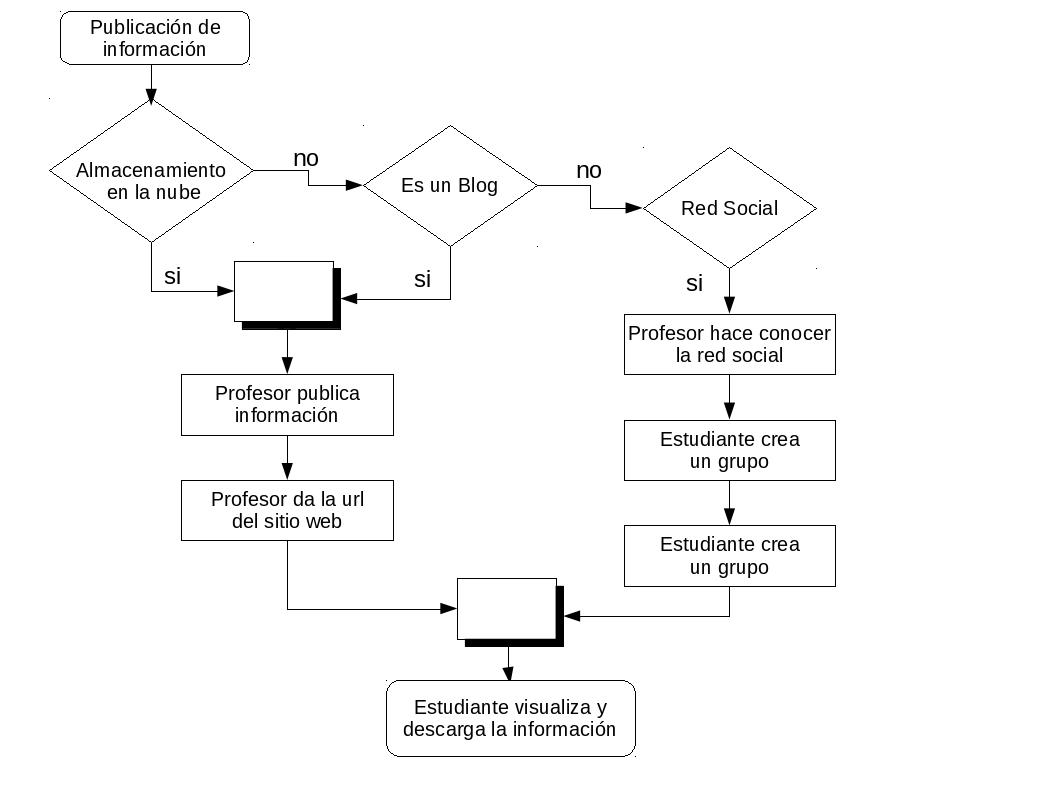 Publicación de
información
Almacenamiento
en la nube
no
Es un Blog
no
Red Social
si
si
si
Profesor hace conocer
la red social
Profesor publica
información
Estudiante crea
un grupo
Profesor da la url
del sitio web
Estudiante crea
un grupo
Estudiante visualiza y
descarga la información